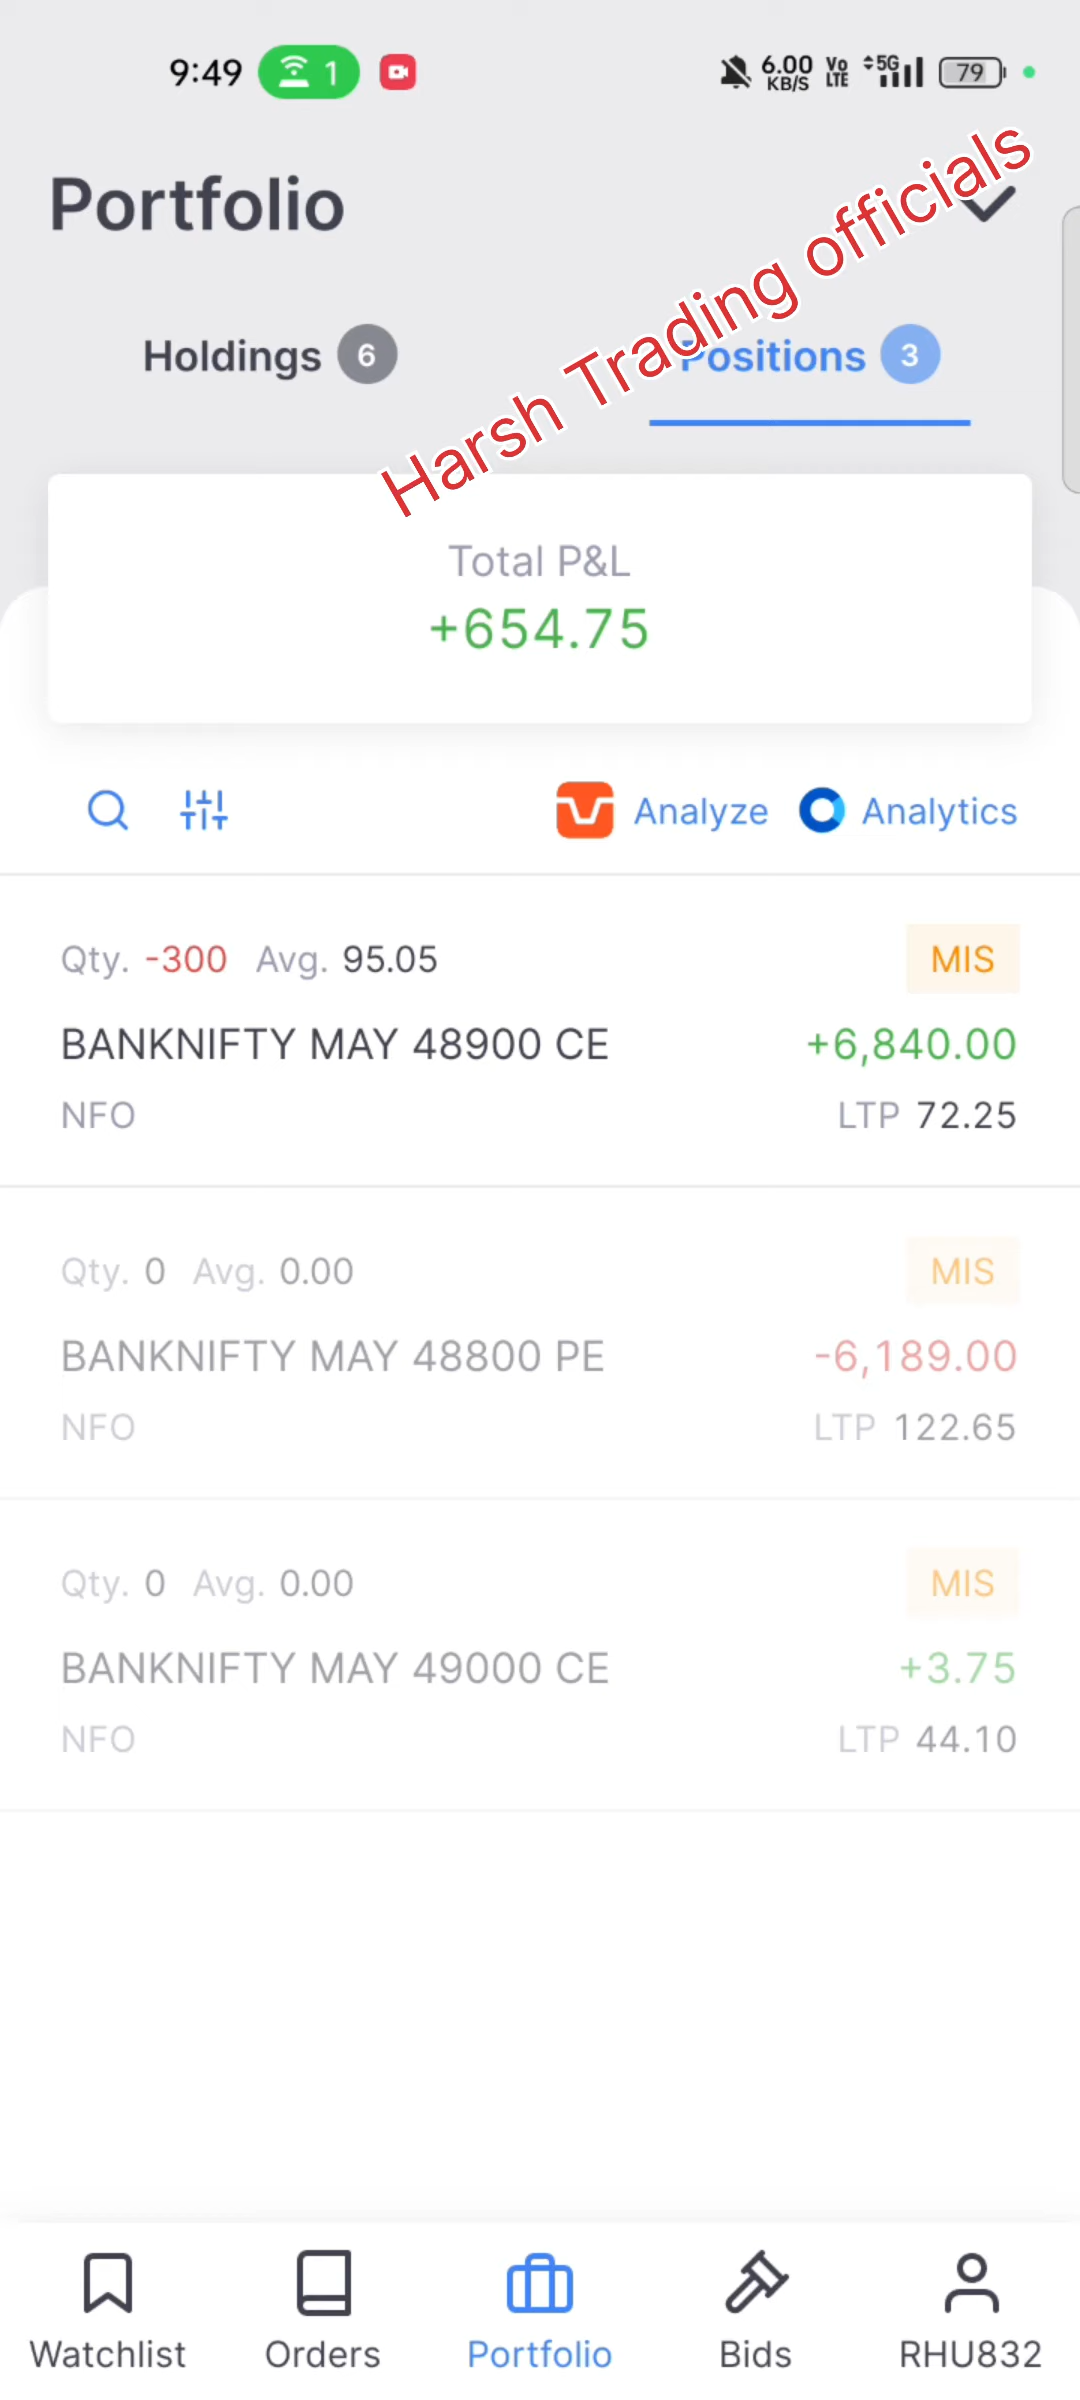 9:49 1 6.00 KB/S Vo LTE 5G 79
Portfolio
Harsh Trading officials
Holdings 6 Positions 3
Total P&L
+654.75
Analyze Analytics
Qty. -300 Avg. 95.05 MIS
BANKNIFTY MAY 48900 CE +6,840.00
NFO LTP 72.25
Qty. 0 Avg. 0.00 MIS
BANKNIFTY MAY 48800 PE -6,189.00
NFO LTP 122.65
Qty. 0 Avg. 0.00 MIS
BANKNIFTY MAY 49000 CE +3.75
NFO LTP 44.10
Watchlist Orders Portfolio Bids RHU832